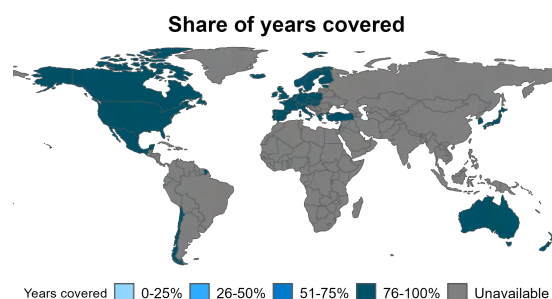 Share of years covered
Years covered 0-25% 26-50% 51-75% 76-100% Unavailable